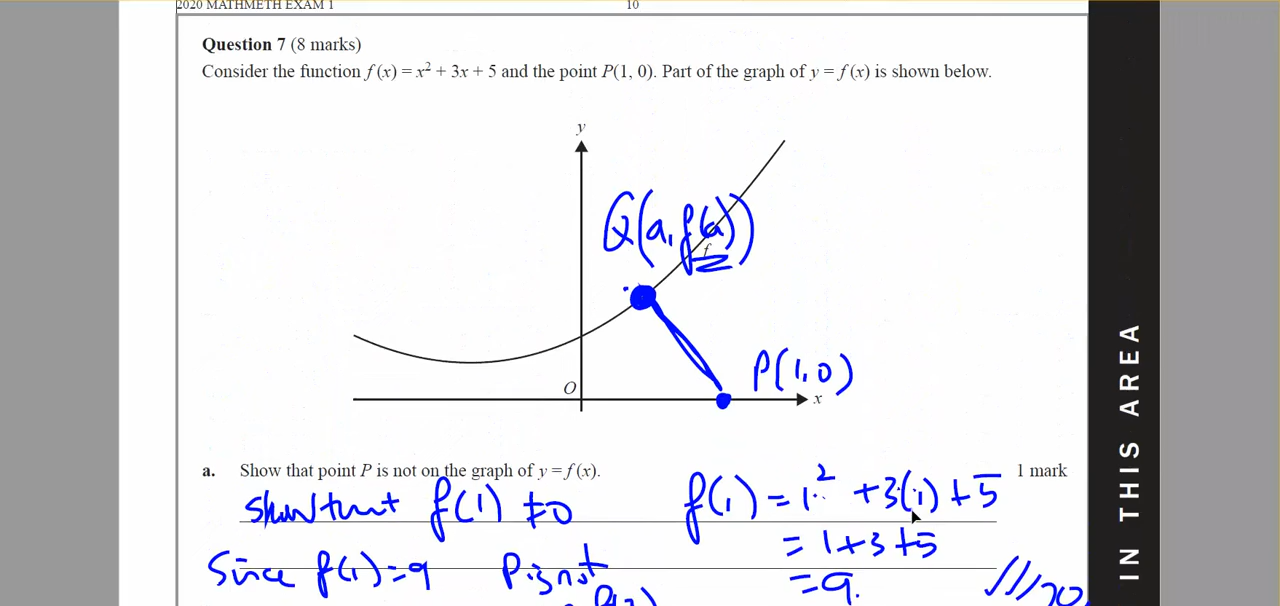 2020 MATHMETH EXAM 1 10
Question 7 (8 marks)
Consider the function f(x) = x² + 3x + 5 and the point P(1, 0). Part of the graph of y = f(x) is shown below.
y
Q(a, f(a))
f
P(1, 0)
O
x
a. Show that point P is not on the graph of y = f(x). 1 mark
show that f(1) ≠ 0 f(1) = 1² + 3(1) + 5
= 1 + 3 + 5
Since f(1) = 9 P is not = 9.
IN THIS AREA